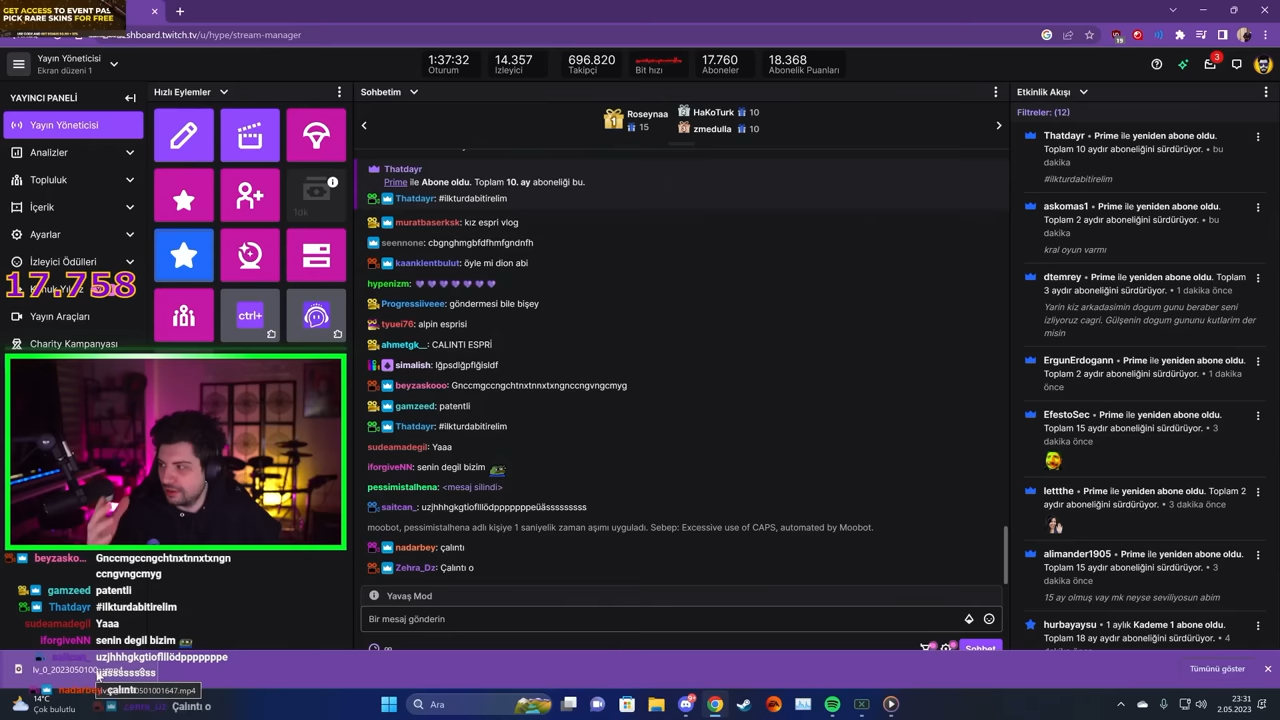 GET ACCESS TO EVENT PAS
PICK RARE SKINS FOR FREE
shboard.twitch.tv/u/hype/stream-manager
Yayın Yöneticisi
Ekran düzeni 1
1:37:32
Oturum
14.357
İzleyici
696.820
Takipçi
Bit hızı
17.760
Aboneler
18.368
Abonelik Puanları
3
YAYINCI PANELİ
Yayın Yöneticisi
Analizler
Topluluk
İçerik
Ayarlar
İzleyici Ödülleri
17.758
Yayın Araçları
Charity Kampanyası
Hızlı Eylemler
1dk
ctrl+
Sohbetim
Roseynaa
15
HaKoTurk 10
zmedulla 10
Thatdayr
Prime ile Abone oldu. Toplam 10. ay aboneliği bu.
Thatdayr: #ilkturdabitirelim
muratbaserksk: kız espri vlog
seennone: cbgnghmgbfdfhmfgndnfh
kaanklentbulut: öyle mi dion abi
hypenizm: 💜💜💜💜💜💜💜
Progressiiveee: göndermesi bile bişey
tyuei76: alpin esprisi
ahmetgk__: CALINTI ESPRİ
simalish: lğpsdlğpflğisldf
beyzaskooo: Gnccmgccngchtnxtnnxtxngnccngvngcmyg
gamzeed: patentli
Thatdayr: #ilkturdabitirelim
sudeamadegil: Yaaa
iforgiveNN: senin degil bizim
pessimistalhena: <mesaj silindi>
saitcan_: uzjhhhgkgtioflllödpppppppeüässssssssss
moobot, pessimistalhena adlı kişiye 1 saniyelik zaman aşımı uyguladı. Sebep: Excessive use of CAPS, automated by Moobot.
nadarbey: çalıntı
Zehra_Dz: Çalıntı o
Yavaş Mod
Bir mesaj gönderin
Sohbet
Etkinlik Akışı
Filtreler: (12)
Thatdayr • Prime ile yeniden abone oldu.
Toplam 10 aydır aboneliğini sürdürüyor. • bu
dakika
#ilkturdabitirelim
askomas1 • Prime ile yeniden abone oldu.
Toplam 2 aydır aboneliğini sürdürüyor. • bu
dakika
kral oyun varmı
dtemrey • Prime ile yeniden abone oldu. Toplam
3 aydır aboneliğini sürdürüyor. • 1 dakika önce
Yarin kiz arkadasimin dogum gunu beraber seni
izliyoruz cagri. Gülşenin dogum gununu kutlarim der
misin
ErgunErdogann • Prime ile yeniden abone oldu.
Toplam 2 aydır aboneliğini sürdürüyor. • 1 dakika
önce
EfestoSec • Prime ile yeniden abone oldu.
Toplam 15 aydır aboneliğini sürdürüyor. • 3
dakika önce
lettthe • Prime ile yeniden abone oldu. Toplam 2
aydır aboneliğini sürdürüyor. • 3 dakika önce
alimander1905 • Prime ile yeniden abone oldu.
Toplam 15 aydır aboneliğini sürdürüyor. • 3
dakika önce
15 ay olmuş vay mk neyse seviliyosun abim
hurbayaysu • 1 aylık Kademe 1 abone oldu.
Toplam 18 ay aboneliğini sürdürüyor. • 4
beyzasko... Gnccmgccngchtnxtnnxtxngn
ccngvngcmyg
gamzeed patentli
Thatdayr #ilkturdabitirelim
sudeamadegil Yaaa
iforgiveNN senin degil bizim
uzjhhhgkgtioflllödpppppppe
üässssssssss
nadarbey çalıntı
Çalıntı o
Tümünü göster
14°C
Çok bulutlu
Ara
23:31
2.05.2023